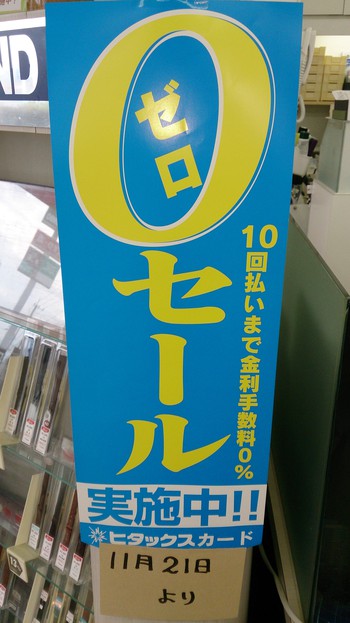 ND
0
ゼロ
セール
10回払いまで金利手数料0%
実施中!!
ヒタックスカード
11月21日
より